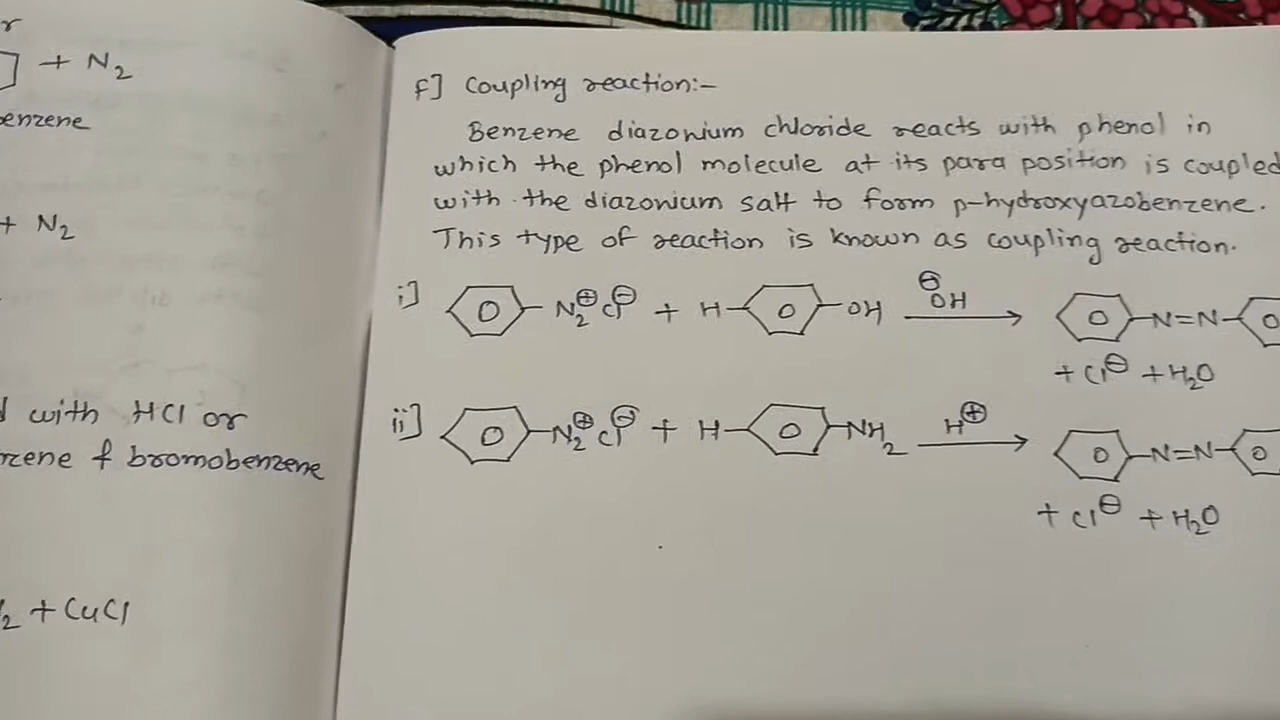 + N₂
enzene
+ N₂
with HCl or
zene & bromobenzene
₂ + CuCl
F] Coupling reaction:-
Benzene diazonium chloride reacts with phenol in
which the phenol molecule at its para position is coupled
with the diazonium salt to form p-hydroxyazobenzene.
This type of reaction is known as coupling reaction.
i] N₂⊕Cl⊖ + H OH ⊖OH N=N
+ Cl⊖ + H₂O
ii] N₂⊕Cl⊖ + H NH₂ H⊕ N=N
+ Cl⊖ + H₂O